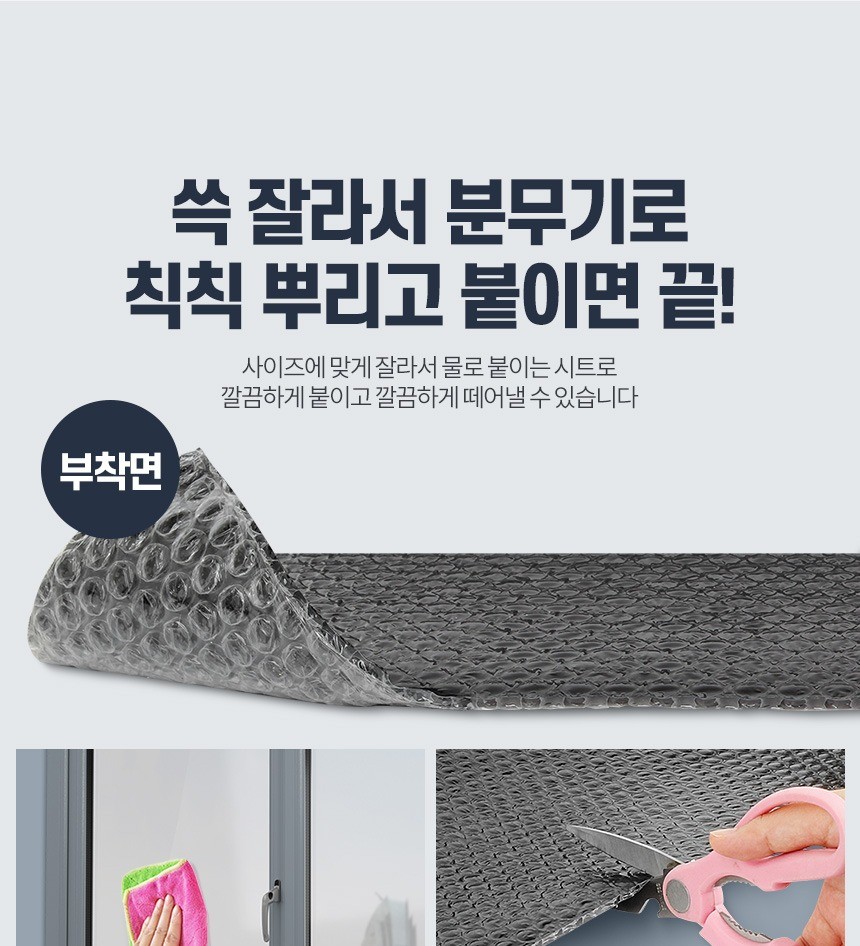 쓱 잘라서 분무기로
칙칙 뿌리고 붙이면 끝!
사이즈에 맞게 잘라서 물로 붙이는 시트로
깔끔하게 붙이고 깔끔하게 떼어낼 수 있습니다
부착면